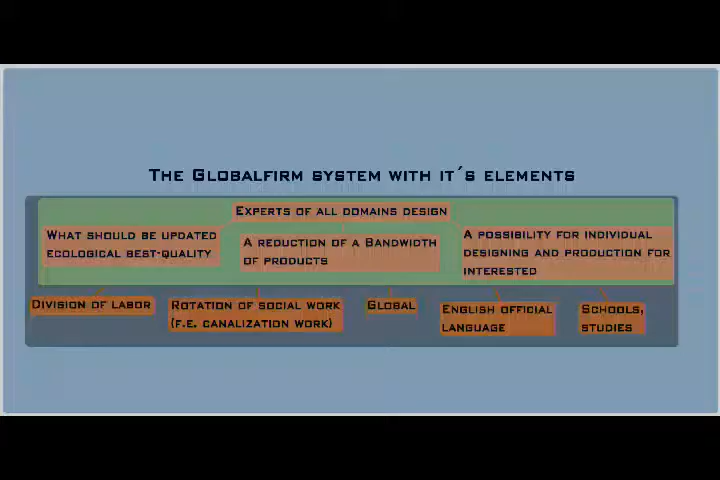 The Globalfirm system with it´s elements
Experts of all domains design
What should be updated
ecological best-quality
A reduction of a Bandwidth
of products
A possibility for individual
designing and production for
interested
Division of labor
Rotation of social work
(f.e. canalization work)
Global
English official
language
Schools,
studies